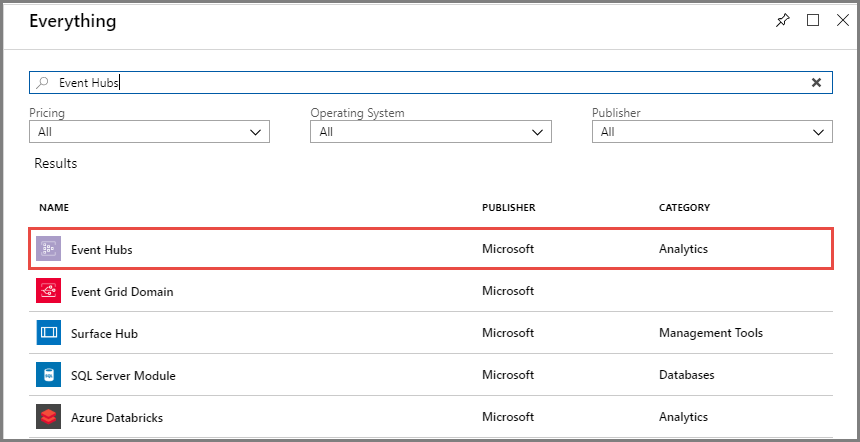 Everything
Event Hubs
Pricing Operating System Publisher
All All All
Results
NAME PUBLISHER CATEGORY
Event Hubs Microsoft Analytics
Event Grid Domain Microsoft
Surface Hub Microsoft Management Tools
SQL Server Module Microsoft Databases
Azure Databricks Microsoft Analytics